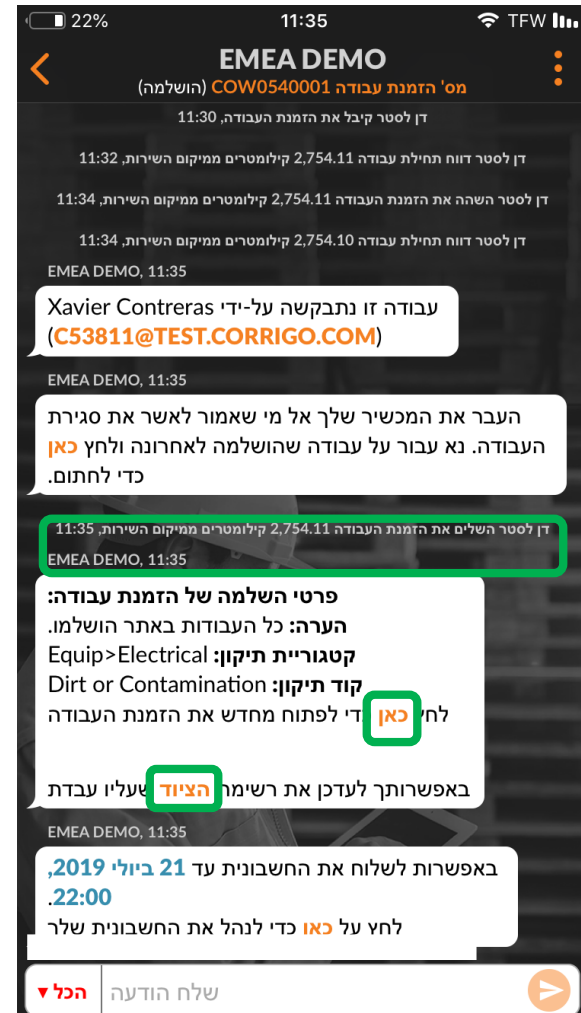 22% 11:35 TFW
EMEA DEMO
מס' הזמנת עבודה COW0540001 (הושלמה)
דן לסטר קיבל את הזמנת העבודה, 11:30
דן לסטר דווח תחילת עבודה 2,754.11 קילומטרים ממיקום השירות, 11:32
דן לסטר השהה את הזמנת העבודה 2,754.11 קילומטרים ממיקום השירות, 11:34
דן לסטר דווח תחילת עבודה 2,754.10 קילומטרים ממיקום השירות, 11:34
EMEA DEMO, 11:35
עבודה זו נתבקשה על-ידי Xavier Contreras
(C53811@TEST.CORRIGO.COM)
EMEA DEMO, 11:35
העבר את המכשיר שלך אל מי שאמור לאשר את סגירת
העבודה. נא עבור על עבודה שהושלמה לאחרונה ולחץ כאן
כדי לחתום.
דן לסטר השלים את הזמנת העבודה 2,754.11 קילומטרים ממיקום השירות, 11:35
EMEA DEMO, 11:35
פרטי השלמה של הזמנת עבודה:
הערה: כל העבודות באתר הושלמו.
קטגוריית תיקון: Equip>Electrical
קוד תיקון: Dirt or Contamination
לחץ כאן כדי לפתוח מחדש את הזמנת העבודה
באפשרותך לעדכן את רשימת הציוד שעליו עבדת
EMEA DEMO, 11:35
באפשרות לשלוח את החשבונית עד 21 ביולי 2019,
22:00.
לחץ על כאן כדי לנהל את החשבונית שלך
הכל ▼ שלח הודעה